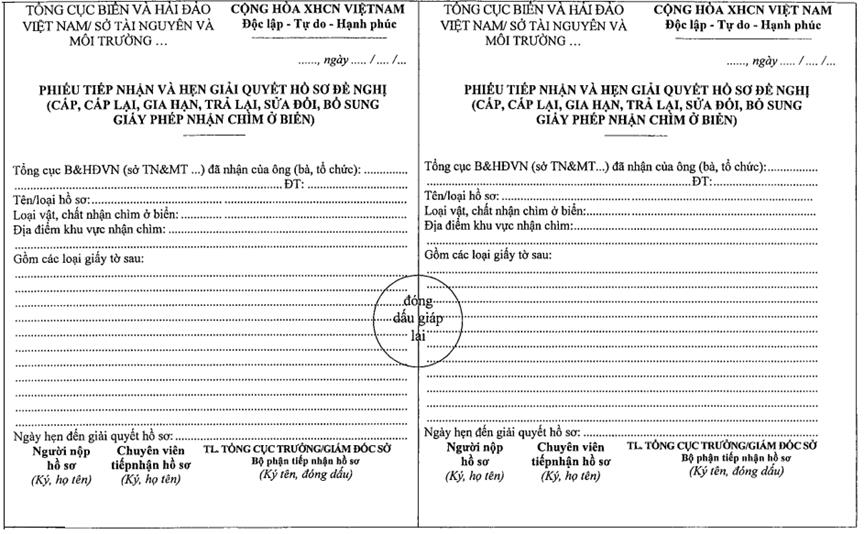 TỔNG CỤC BIỂN VÀ HẢI ĐẢO
VIỆT NAM/ SỞ TÀI NGUYÊN VÀ
MÔI TRƯỜNG ...
CỘNG HÒA XHCN VIỆTNAM
Độc lập - Tự do - Hạnh phúc
......, ngày ..... / .... /...
PHIẾU TIẾP NHẬN VÀ HẸN GIẢI QUYẾT HỒ SƠ ĐỀ NGHỊ
(CẤP, CẤP LẠI, GIA HẠN, TRẢ LẠI, SỬA ĐỔI, BỔ SUNG
GIẤY PHÉP NHẬN CHÌM Ở BIỂN)
Tổng cục B&HĐVN (sở TN&MT ...) đã nhận của ông (bà, tổ chức): .............
ĐT: ..............................
Tên/loại hồ sơ:
Loại vật, chất nhận chìm ở biển:
Địa điểm khu vực nhận chìm:
Gồm các loại giấy tờ sau:
Ngày hẹn đến giải quyết hồ sơ:
Người nộp
hồ sơ
(Ký, họ tên)
Chuyên viên
tiếpnhận hồ sơ
(Ký, họ tên)
TL. TỔNG CỤC TRƯỞNG/GIÁM ĐỐC SỞ
Bộ phận tiếp nhận hồ sơ
(Ký tên, đóng dấu)
đóng
dấu giáp
lai
TỔNG CỤC BIỂN VÀ HẢI ĐẢO
VIỆT NAM/ SỞ TÀI NGUYÊN VÀ
MÔI TRƯỜNG ...
CỘNG HÒA XHCN VIỆTNAM
Độc lập - Tự do - Hạnh phúc
......, ngày ..... / .... /...
PHIẾU TIẾP NHẬN VÀ HẸN GIẢI QUYẾT HỒ SƠ ĐỀ NGHỊ
(CẤP, CẤP LẠI, GIA HẠN, TRẢ LẠI, SỬA ĐỔI, BỔ SUNG
GIẤY PHÉP NHẬN CHÌM Ở BIỂN)
Tổng cục B&HĐVN (sở TN&MT...) đã nhận của ông (bà, tổ chức): .............
ĐT: ..............................
Tên/loại hồ sơ:
Loại vật, chất nhận chìm ở biển:
Địa điểm khu vực nhận chìm:
Gồm các loại giấy tờ sau:
Ngày hẹn đến giải quyết hồ sơ:
Người nộp
hồ sơ
(Ký, họ tên)
Chuyên viên
tiếpnhận hồ sơ
(Ký, họ tên)
TL. TỔNG CỤC TRƯỞNG/GIÁM ĐỐC SỞ
Bộ phận tiếp nhận hồ sơ
(Ký tên, đóng dấu)